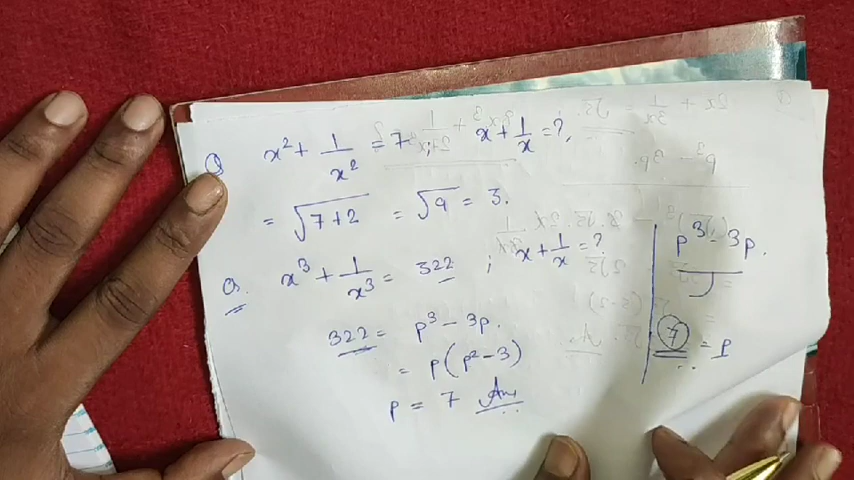 Q x² + 1/x² = 7 ; x + 1/x = ?,
= √(7+2) = √9 = 3.
Q. x³ + 1/x³ = 322 ; x + 1/x = ?
322 = p³ - 3p.
= p(p² - 3)
p = 7 Ans
p³ - 3p.
7 = p